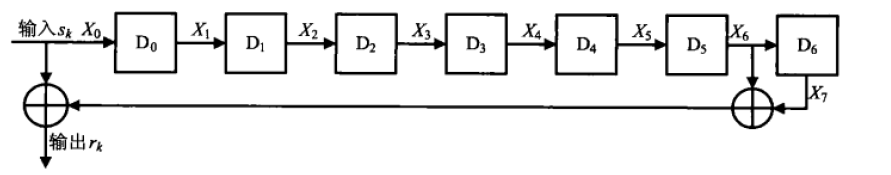 输入sₖ X₀ D₀ X₁ D₁ X₂ D₂ X₃ D₃ X₄ D₄ X₅ D₅ X₆ D₆
X₇
输出rₖ